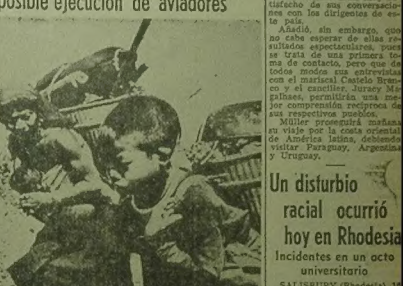 posible ejecución de aviadores
tisfecho de sus conversacio-
nes con los dirigentes de es-
te país.
Añadió, sin embargo, que
no cabe esperar de ellas re-
sultados espectaculares, pues
se trata de una primera to-
ma de contacto, pero que de
todos modos sus entrevistas
con el mariscal Castelo Bran-
co y el canciller, Juracy Ma-
galhaes, permitirán una me-
jor comprensión recíproca de
sus respectivos pueblos.
Müller proseguirá mañana
su viaje por la costa oriental
de América latina, debiendo
visitar Paraguay, Argentina
y Uruguay.
Un disturbio
racial ocurrió
hoy en Rhodesia
Incidentes en un acto
universitario
SALISBURY (Rhodesia), 16